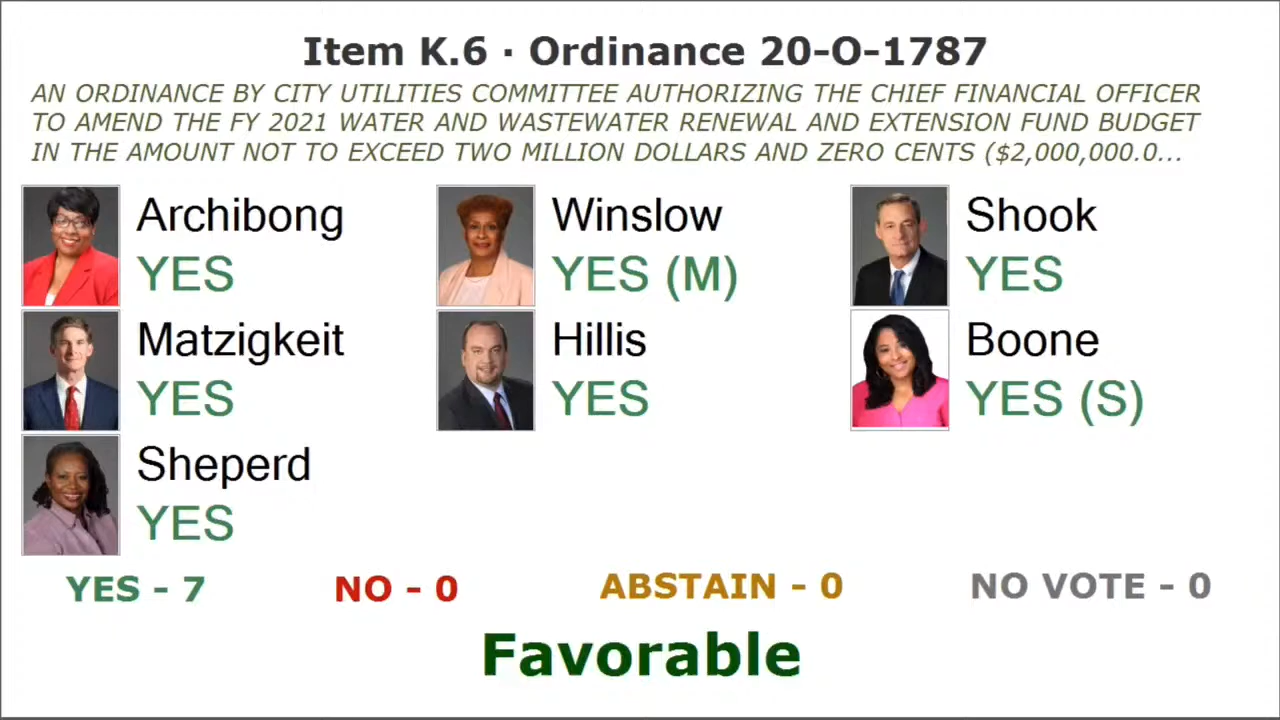 Item K.6 · Ordinance 20-O-1787
AN ORDINANCE BY CITY UTILITIES COMMITTEE AUTHORIZING THE CHIEF FINANCIAL OFFICER
TO AMEND THE FY 2021 WATER AND WASTEWATER RENEWAL AND EXTENSION FUND BUDGET
IN THE AMOUNT NOT TO EXCEED TWO MILLION DOLLARS AND ZERO CENTS ($2,000,000.0...
Archibong
YES
Winslow
YES (M)
Shook
YES
Matzigkeit
YES
Hillis
YES
Boone
YES (S)
Sheperd
YES
YES - 7
NO - 0
ABSTAIN - 0
NO VOTE - 0
Favorable